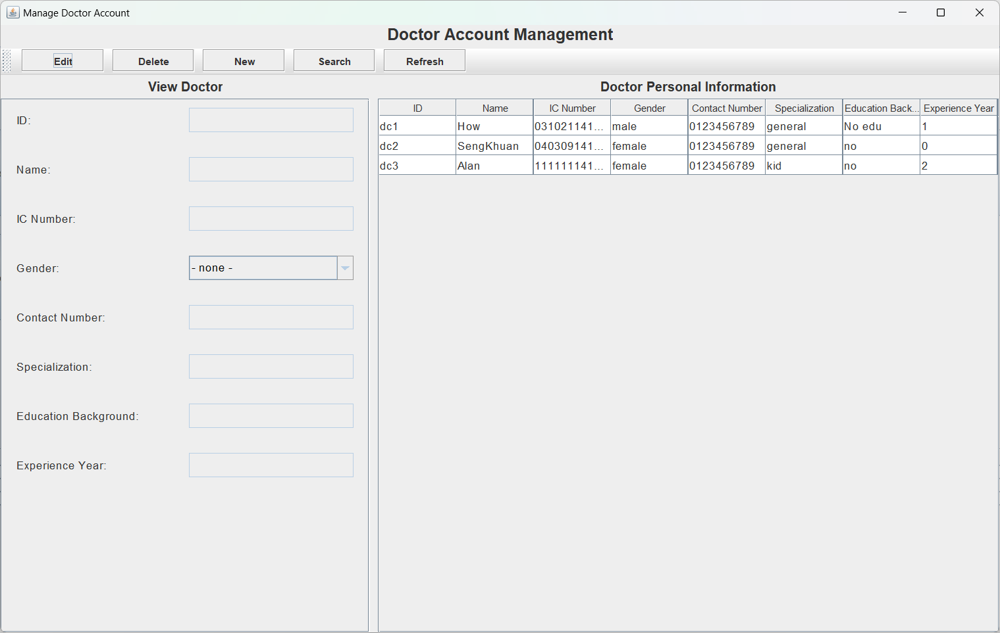 Manage Doctor Account
Doctor Account Management
Edit Delete New Search Refresh
View Doctor
ID:
Name:
IC Number:
Gender: - none -
Contact Number:
Specialization:
Education Background:
Experience Year:
Doctor Personal Information
ID Name IC Number Gender Contact Number Specialization Education Back... Experience Year
dc1 How 031021141... male 0123456789 general No edu 1
dc2 SengKhuan 040309141... female 0123456789 general no 0
dc3 Alan 111111141... female 0123456789 kid no 2